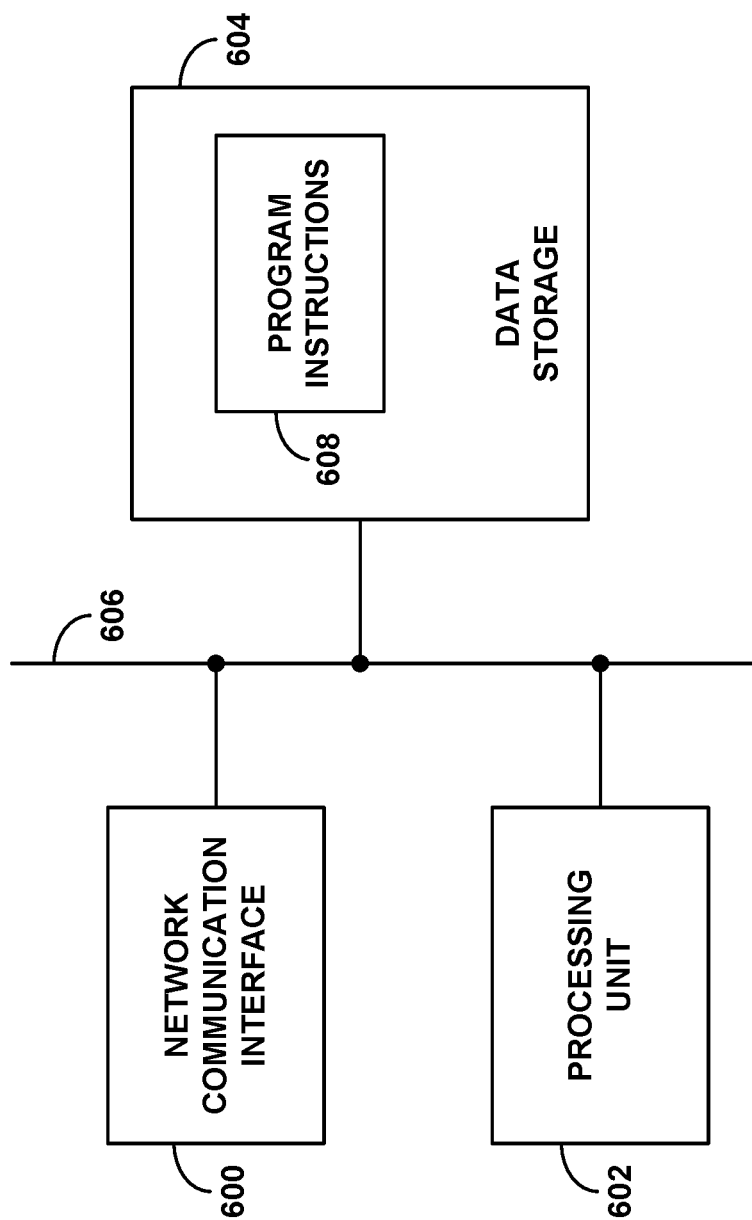 600
NETWORK
COMMUNICATION
INTERFACE
606
604
PROGRAM
INSTRUCTIONS
608
DATA
STORAGE
602
PROCESSING
UNIT